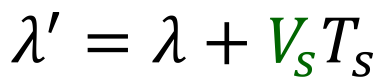 λ′ = λ + VₛTₛ